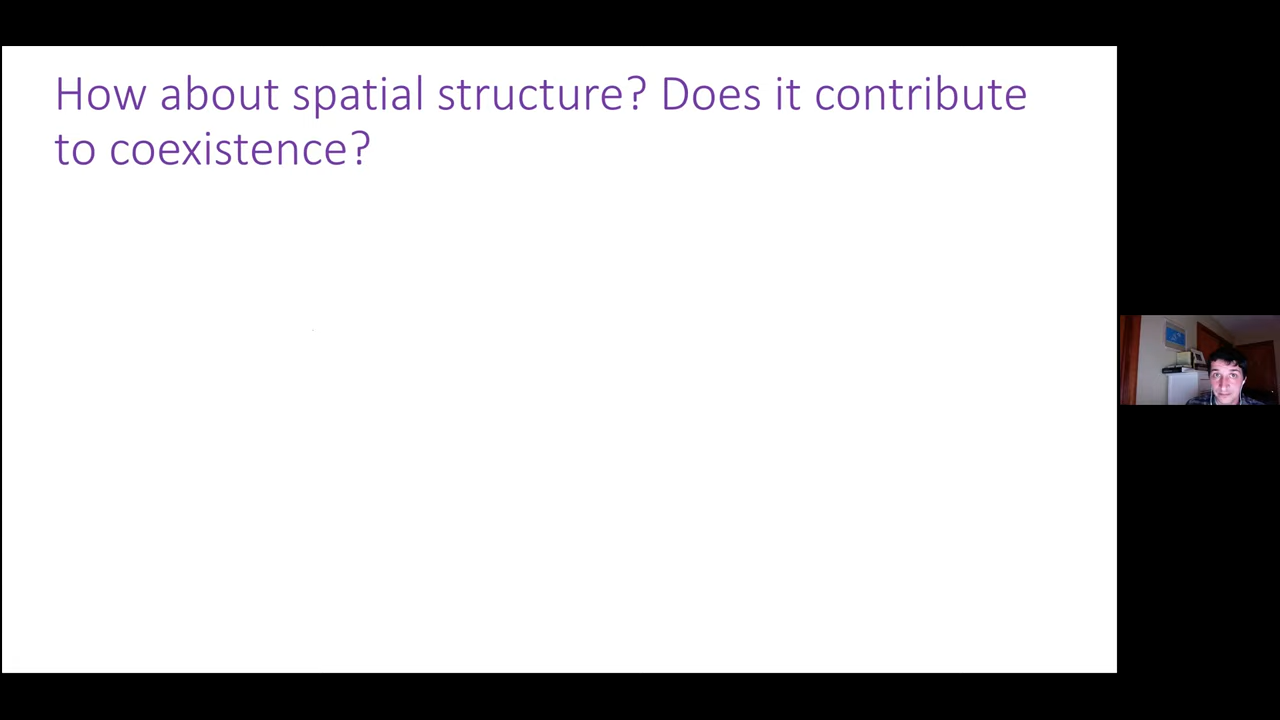 How about spatial structure? Does it contribute
to coexistence?